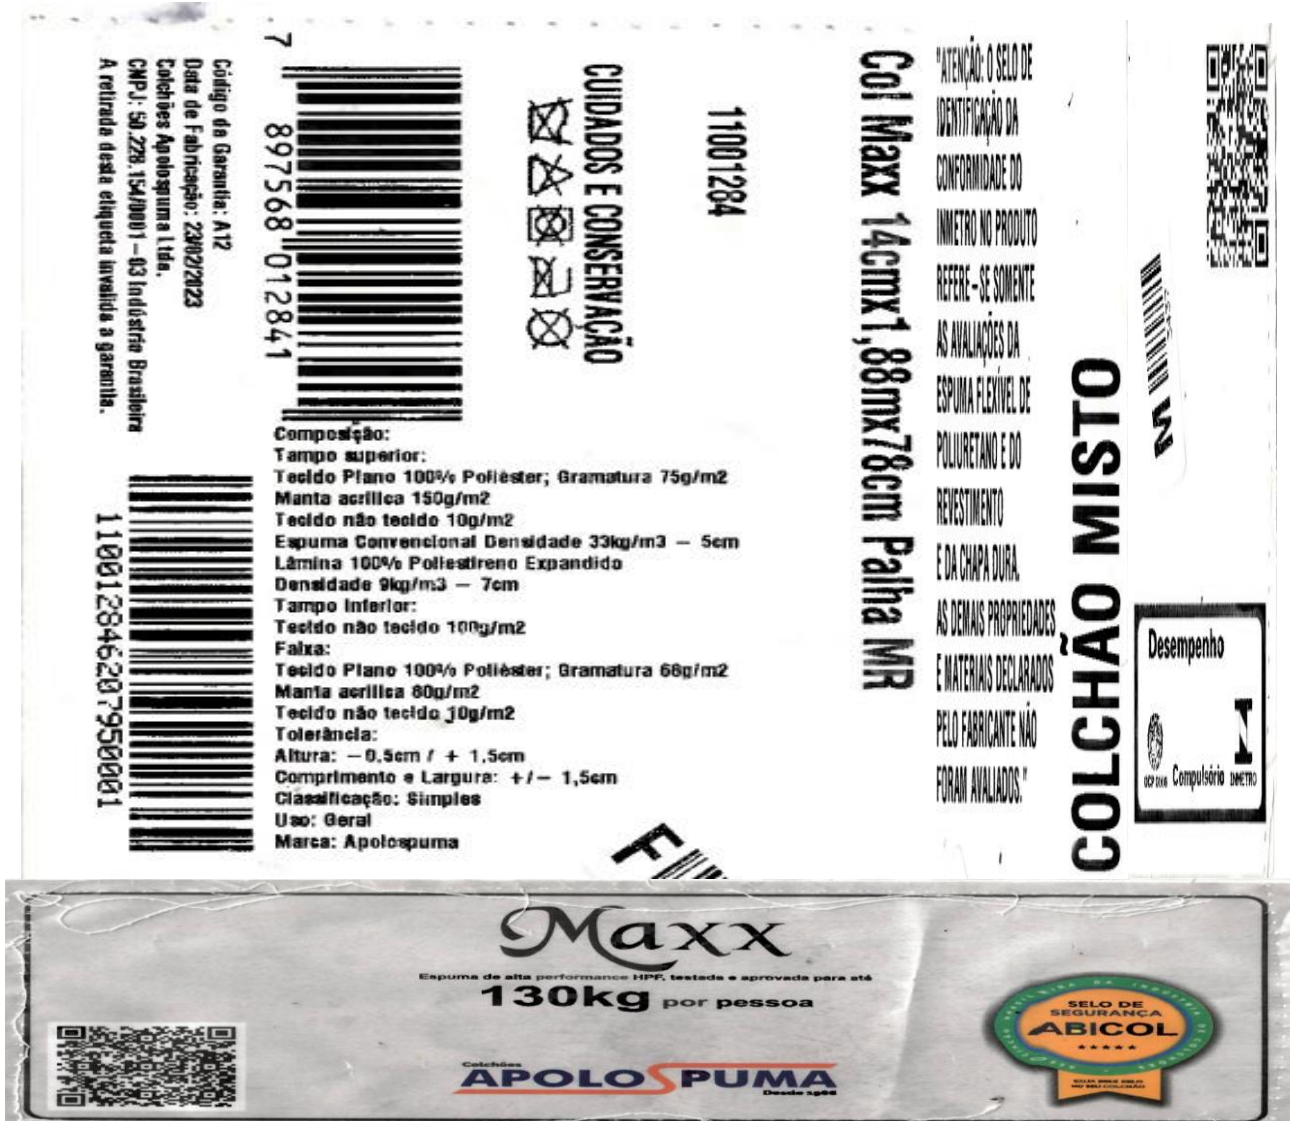 Código da Garantia: A12
Data de Fabricação: 23/02/2023
Colchões Apolospuma Ltda.
CNPJ: 50.228.154/0001-03 Indústria Brasileira
A retirada desta etiqueta invalida a garantia.
7 897568 012841
CUIDADOS E CONSERVAÇÃO
11001284
Col Maxx 14cmx1,88mx78cm Palha MR
"ATENÇÃO: O SELO DE
IDENTIFICAÇÃO DA
CONFORMIDADE DO
INMETRO NO PRODUTO
REFERE-SE SOMENTE
AS AVALIAÇÕES DA
ESPUMA FLEXÍVEL DE
POLIURETANO E DO
REVESTIMENTO
E DA CHAPA DURA.
AS DEMAIS PROPRIEDADES
E MATERIAIS DECLARADOS
PELO FABRICANTE NÃO
FORAM AVALIADOS."
COLCHÃO MISTO
M
Composição:
Tampo superior:
Tecido Plano 100% Poliéster; Gramatura 75g/m2
Manta acrílica 150g/m2
Tecido não tecido 10g/m2
Espuma Convencional Densidade 33kg/m3 - 5cm
Lâmina 100% Poliestireno Expandido
Densidade 9kg/m3 - 7cm
Tampo Inferior:
Tecido não tecido 100g/m2
Faixa:
Tecido Plano 100% Poliéster; Gramatura 66g/m2
Manta acrílica 80g/m2
Tecido não tecido 10g/m2
Tolerância:
Altura: -0,5cm / + 1,5cm
Comprimento e Largura: +/- 1,5cm
Classificação: Simples
Uso: Geral
Marca: Apolospuma
110012846207950001
Desempenho
Compulsório
INMETRO
Maxx
Espuma de alta performance HPF, testada e aprovada para até
130kg por pessoa
Colchões
APOLOSPUMA
Desde 1986
SELO DE
SEGURANÇA
ABICOL